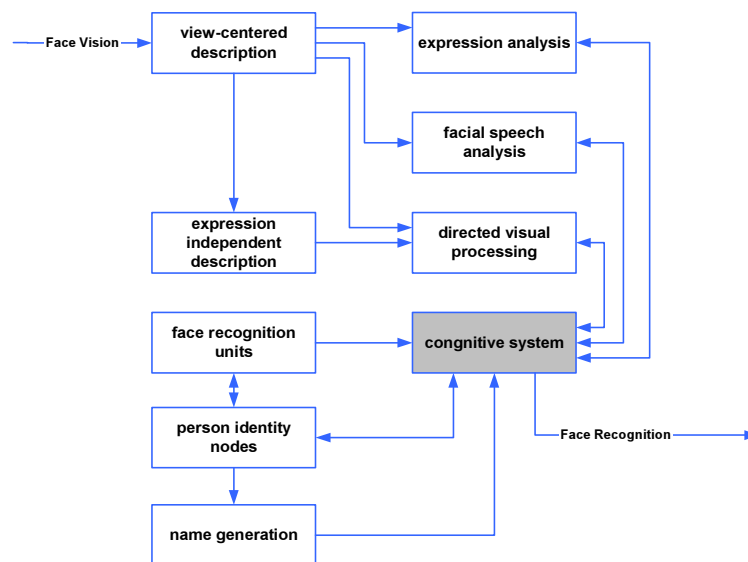 Face Vision
view-centered
description
expression analysis
facial speech
analysis
expression
independent
description
directed visual
processing
face recognition
units
congnitive system
person identity
nodes
Face Recognition
name generation